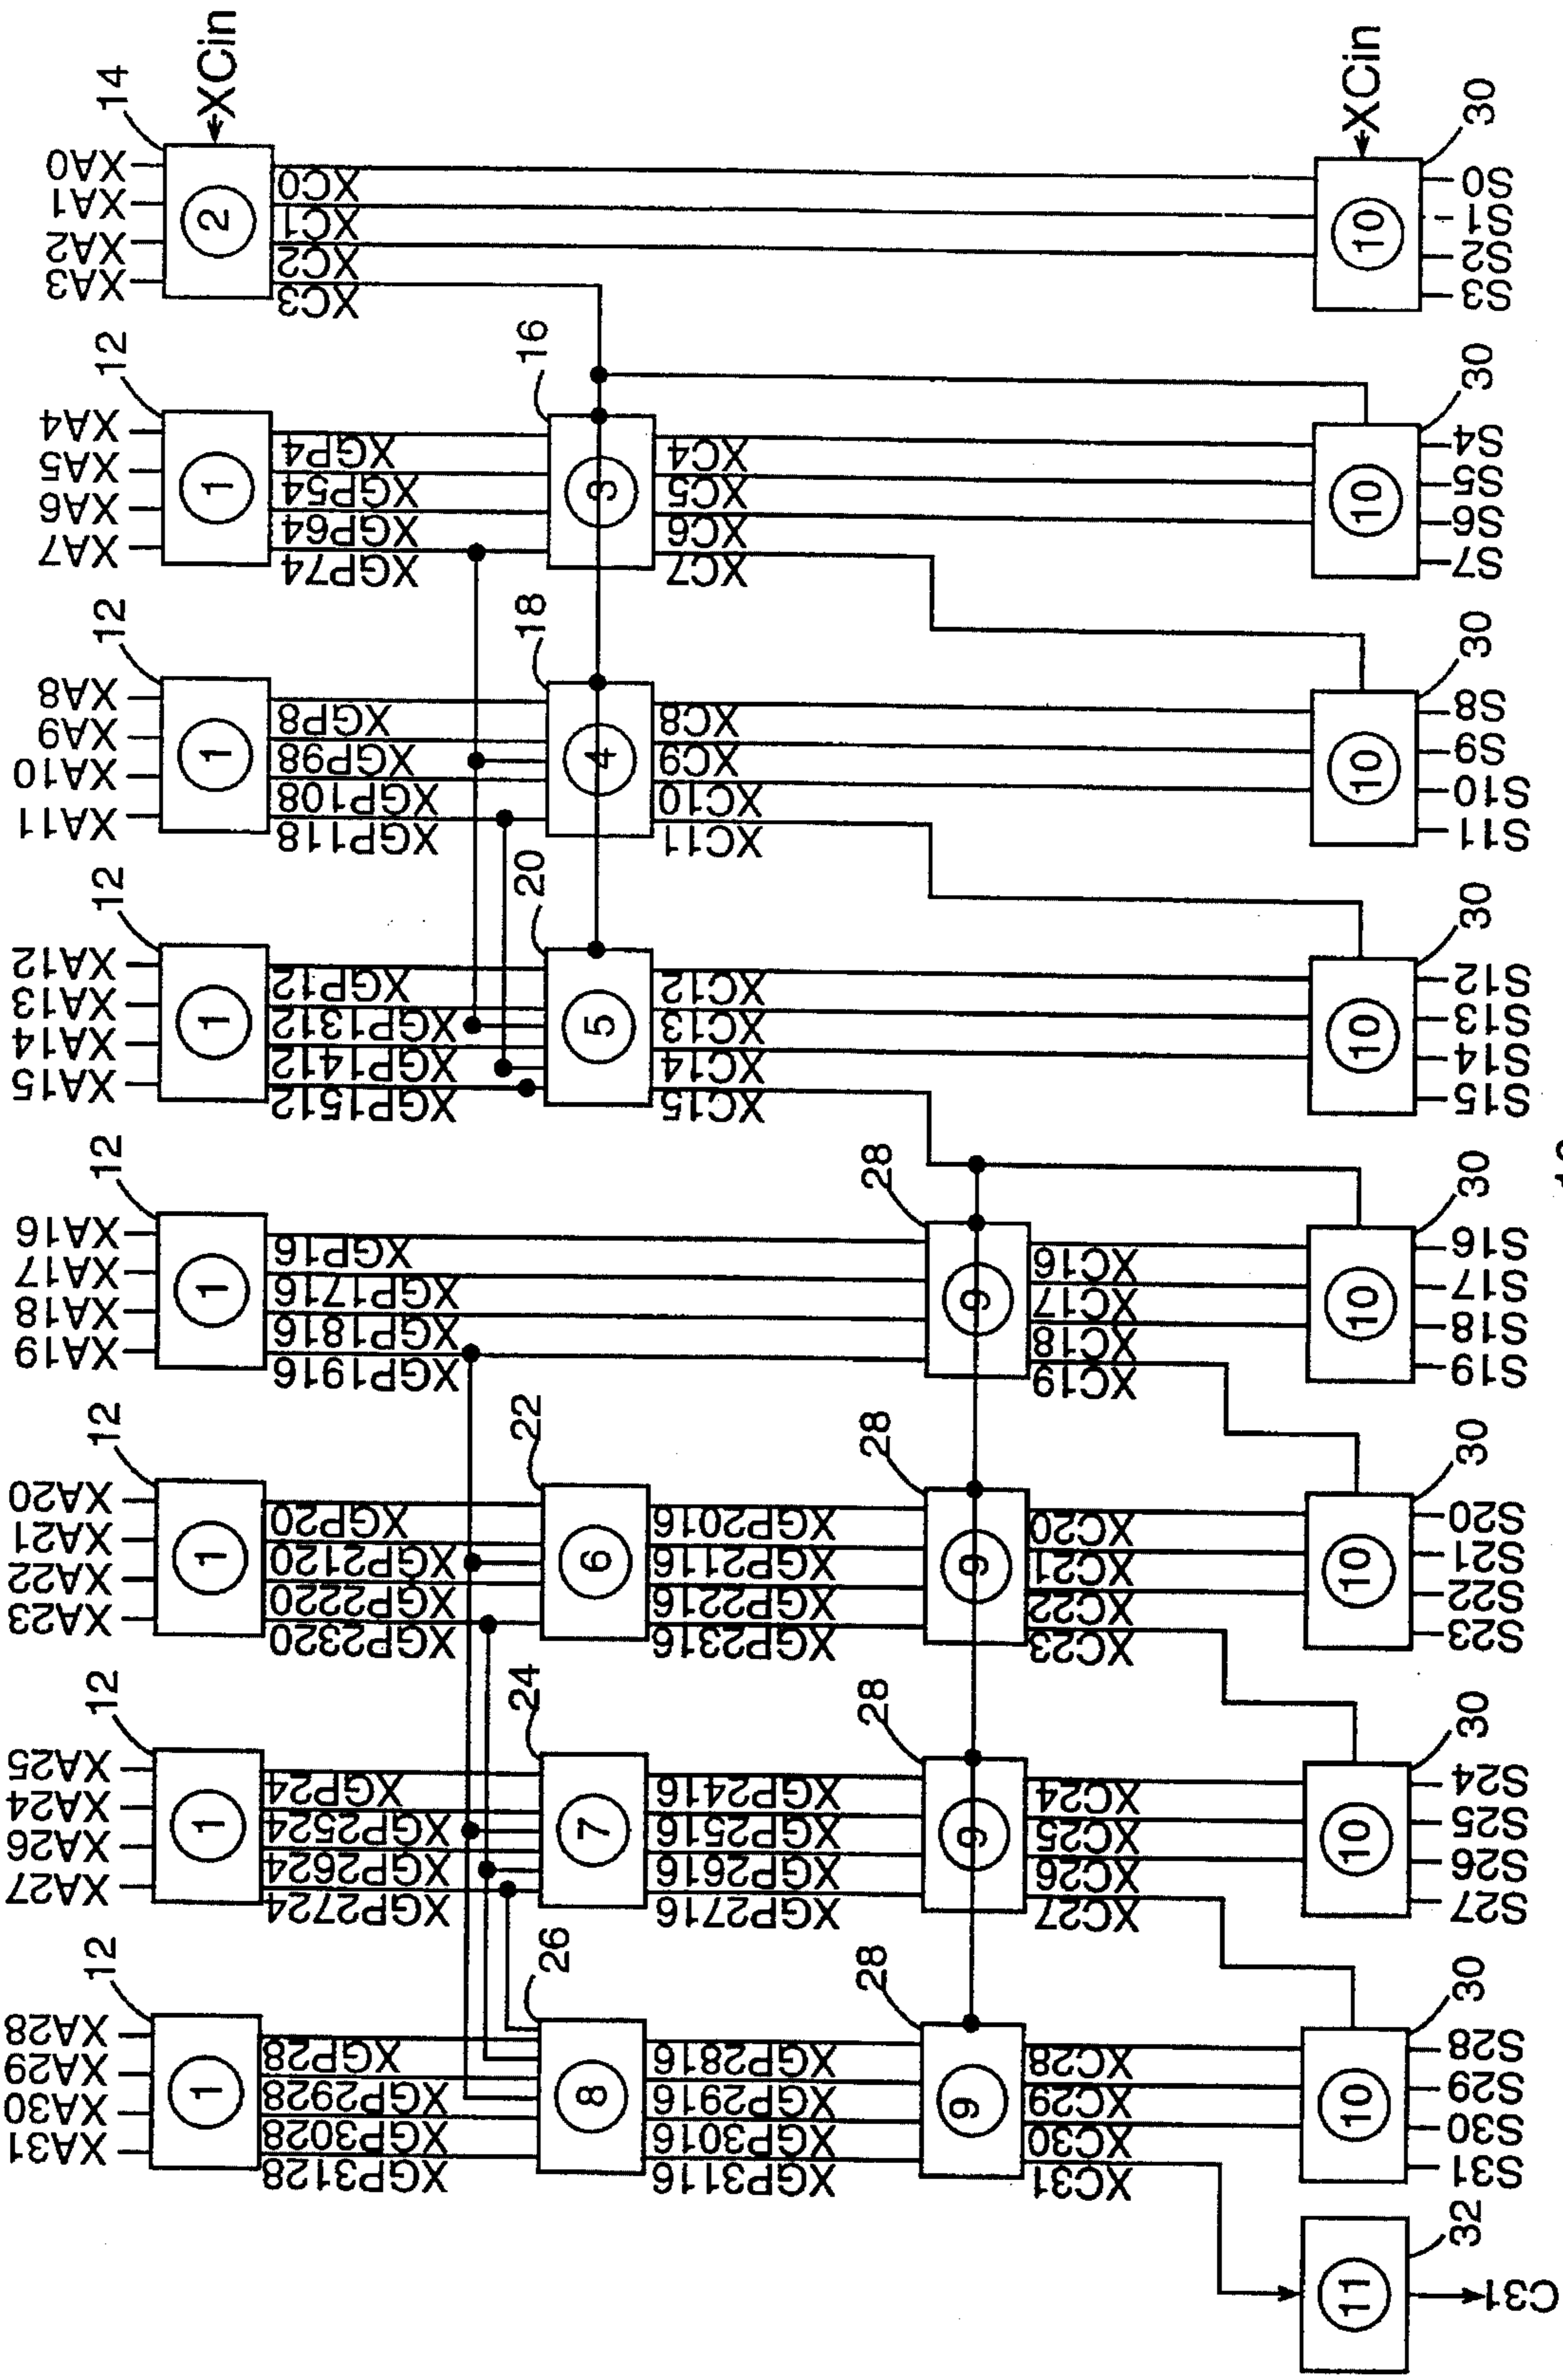 14
XCin
XA3 XA2 XA1 XA0
2
XC3 XC2 XC1 XC0
XCin
10
30
S3 S2 S1 S0
12
XA7 XA6 XA5 XA4
1
XGP74 XGP64 XGP54 XGP4
16
3
XC7 XC6 XC5 XC4
10
30
S7 S6 S5 S4
12
XA11 XA10 XA9 XA8
1
XGP118 XGP108 XGP98 XGP8
18
4
XC11 XC10 XC9 XC8
10
30
S11 S10 S9 S8
12
XA15 XA14 XA13 XA12
1
XGP1512 XGP1412 XGP1312 XGP12
20
5
XC15 XC14 XC13 XC12
10
30
S15 S14 S13 S12
12
XA19 XA18 XA17 XA16
1
XGP1916 XGP1816 XGP1716 XGP16
28
9
XC19 XC18 XC17 XC16
10
30
S19 S18 S17 S16
12
XA23 XA22 XA21 XA20
1
XGP2320 XGP2220 XGP2120 XGP20
22
6
XGP2316 XGP2216 XGP2116 XGP2016
28
9
XC23 XC22 XC21 XC20
10
30
S23 S22 S21 S20
12
XA27 XA26 XA24 XA25
1
XGP2724 XGP2624 XGP2524 XGP24
24
7
XGP2716 XGP2616 XGP2516 XGP2416
28
9
XC27 XC26 XC25 XC24
10
30
S27 S26 S25 S24
12
XA31 XA30 XA29 XA28
1
XGP3128 XGP3028 XGP2928 XGP28
26
8
XGP3116 XGP3016 XGP2916 XGP2816
28
9
XC31 XC30 XC29 XC28
10
30
S31 S30 S29 S28
11
32
C31